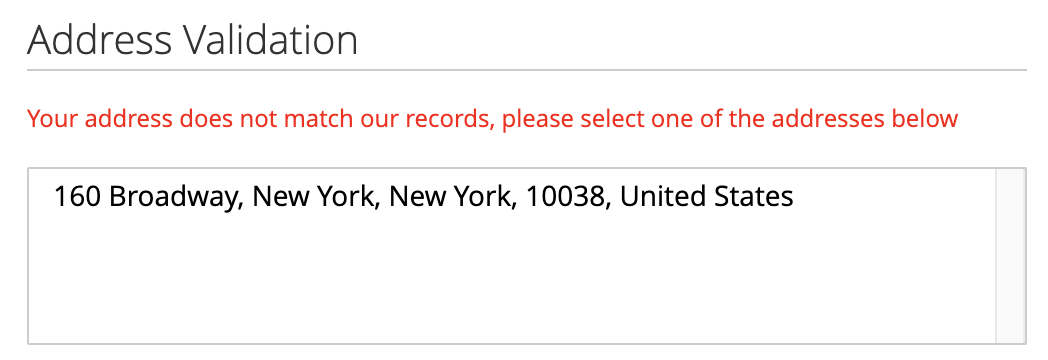 Address Validation
Your address does not match our records, please select one of the addresses below
160 Broadway, New York, New York, 10038, United States